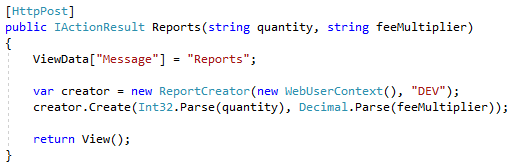 [HttpPost]
public IActionResult Reports(string quantity, string feeMultiplier)
{
    ViewData["Message"] = "Reports";

    var creator = new ReportCreator(new WebUserContext(), "DEV");
    creator.Create(Int32.Parse(quantity), Decimal.Parse(feeMultiplier));

    return View();
}